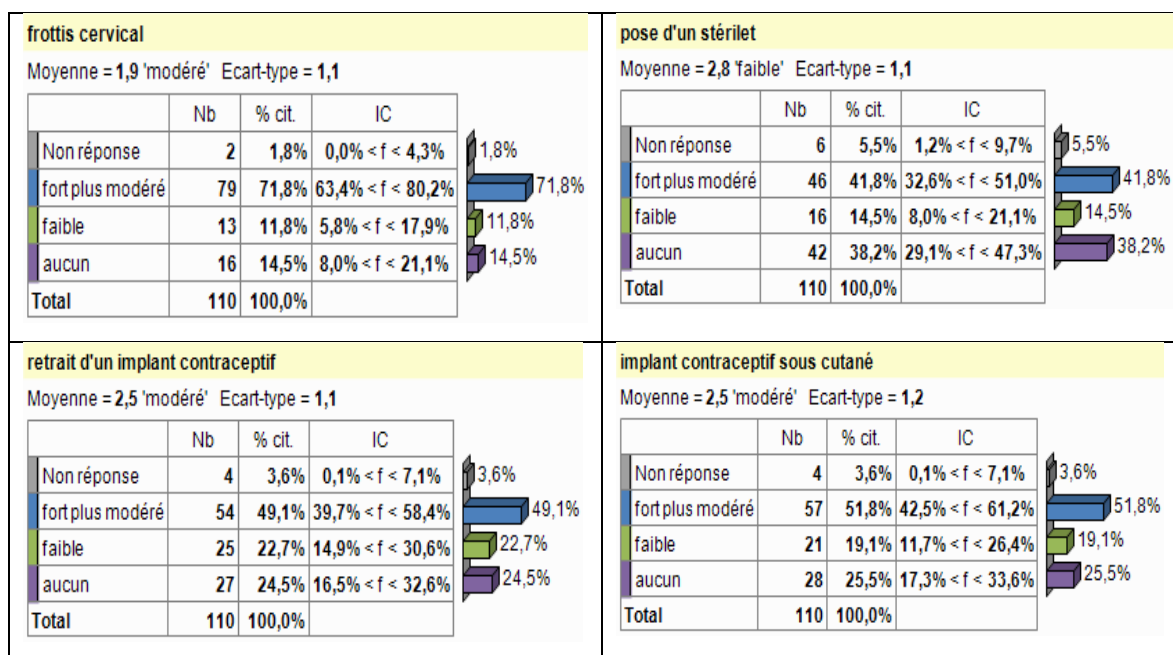 frottis cervical
Moyenne = 1,9 'modéré' Ecart-type = 1,1
Nb % cit. IC
Non réponse 2 1,8% 0,0% < f < 4,3% 1,8%
fort plus modéré 79 71,8% 63,4% < f < 80,2% 71,8%
faible 13 11,8% 5,8% < f < 17,9% 11,8%
aucun 16 14,5% 8,0% < f < 21,1% 14,5%
Total 110 100,0%
pose d'un stérilet
Moyenne = 2,8 'faible' Ecart-type = 1,1
Nb % cit. IC
Non réponse 6 5,5% 1,2% < f < 9,7% 5,5%
fort plus modéré 46 41,8% 32,6% < f < 51,0% 41,8%
faible 16 14,5% 8,0% < f < 21,1% 14,5%
aucun 42 38,2% 29,1% < f < 47,3% 38,2%
Total 110 100,0%
retrait d'un implant contraceptif
Moyenne = 2,5 'modéré' Ecart-type = 1,1
Nb % cit. IC
Non réponse 4 3,6% 0,1% < f < 7,1% 3,6%
fort plus modéré 54 49,1% 39,7% < f < 58,4% 49,1%
faible 25 22,7% 14,9% < f < 30,6% 22,7%
aucun 27 24,5% 16,5% < f < 32,6% 24,5%
Total 110 100,0%
implant contraceptif sous cutané
Moyenne = 2,5 'modéré' Ecart-type = 1,2
Nb % cit. IC
Non réponse 4 3,6% 0,1% < f < 7,1% 3,6%
fort plus modéré 57 51,8% 42,5% < f < 61,2% 51,8%
faible 21 19,1% 11,7% < f < 26,4% 19,1%
aucun 28 25,5% 17,3% < f < 33,6% 25,5%
Total 110 100,0%